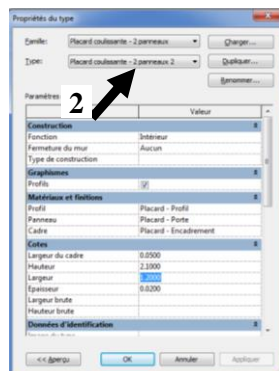 Propriétés du type
Famille: Placard coulissante - 2 panneaux Charger...
Type: Placard coulissante - 2 panneaux 2 Dupliquer...
Renommer...
Paramètres
2
Valeur
Construction
Fonction Intérieur
Fermeture du mur Aucun
Type de construction
Graphismes
Profils
Matériaux et finitions
Profil Placard - Profil
Panneau Placard - Porte
Cadre Placard - Encadrement
Cotes
Largeur du cadre 0.0500
Hauteur 2.1000
Largeur 1.2000
Epaisseur 0.0200
Largeur brute
Hauteur brute
Données d'identification
<< Aperçu OK Annuler Appliquer